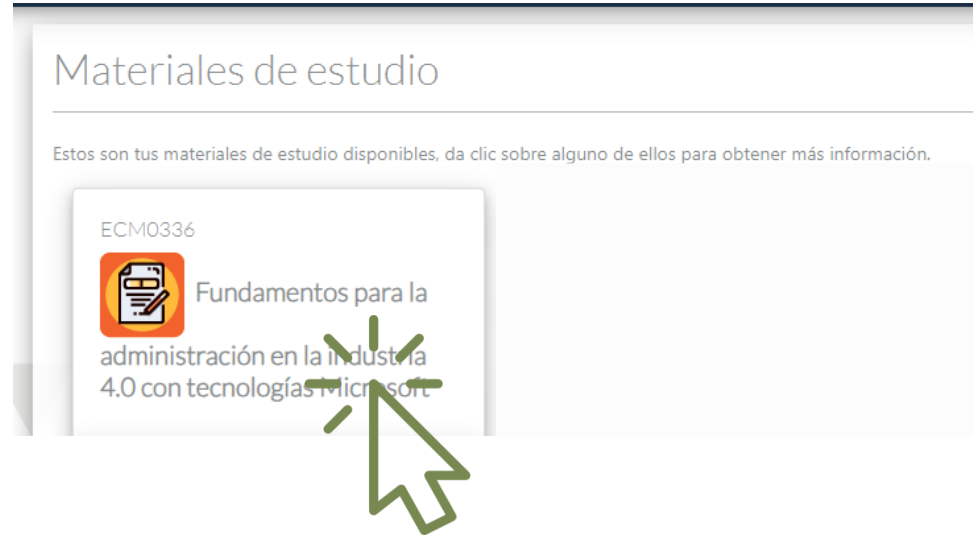 Materiales de estudio
Estos son tus materiales de estudio disponibles, da clic sobre alguno de ellos para obtener más información.
ECM0336
Fundamentos para la
administración en la industria
4.0 con tecnologías Microsoft